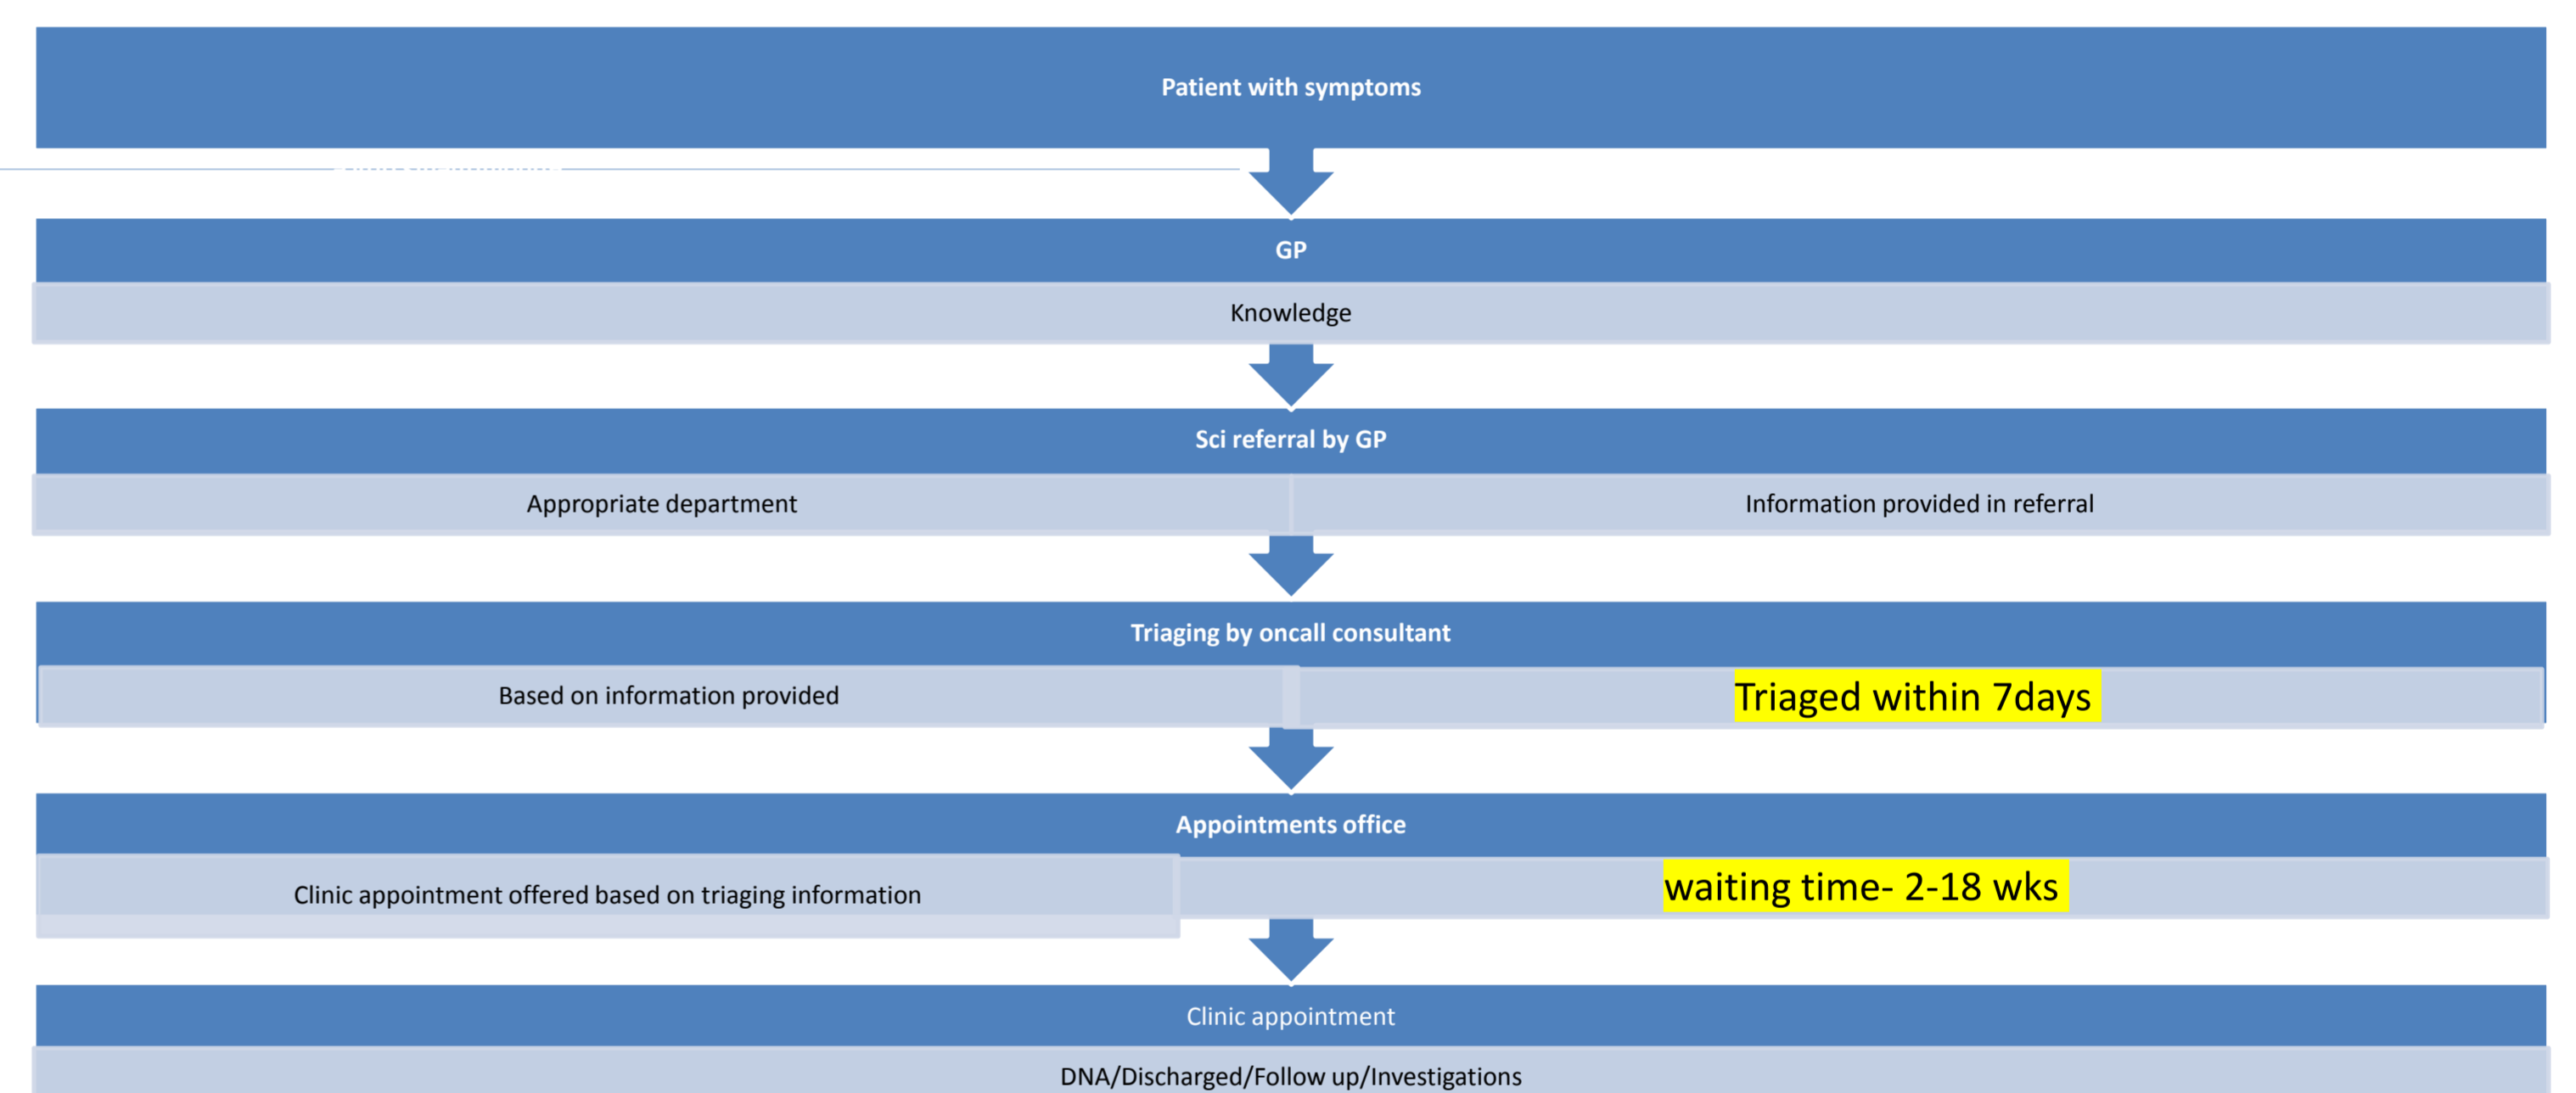 Patient with symptoms
GP
Knowledge
Sci referral by GP
Appropriate department
Information provided in referral
Triaging by oncall consultant
Based on information provided
Triaged within 7days
Appointments office
Clinic appointment offered based on triaging information
waiting time- 2-18 wks
Clinic appointment
DNA/Discharged/Follow up/Investigations